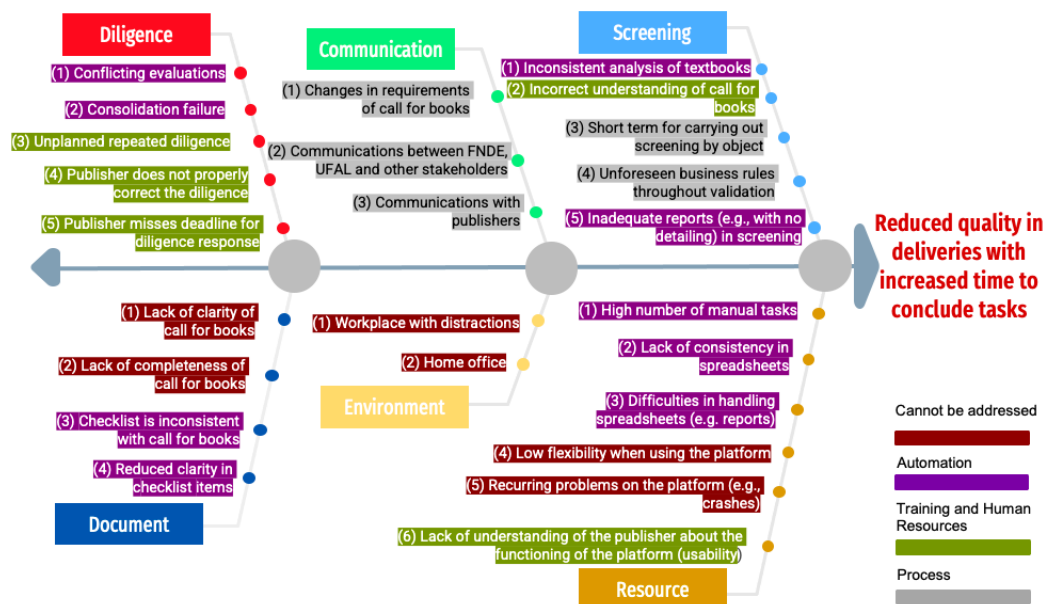 Diligence
(1) Conflicting evaluations
(2) Consolidation failure
(3) Unplanned repeated diligence
(4) Publisher does not properly
correct the diligence
(5) Publisher misses deadline for
diligence response
Communication
(1) Changes in requirements
of call for books
(2) Communications between FNDE,
UFAL and other stakeholders
(3) Communications with
publishers
Screening
(1) Inconsistent analysis of textbooks
(2) Incorrect understanding of call for
books
(3) Short term for carrying out
screening by object
(4) Unforeseen business rules
throughout validation
(5) Inadequate reports (e.g., with no
detailing) in screening
Reduced quality in
deliveries with
increased time to
conclude tasks
(1) Lack of clarity of
call for books
(2) Lack of completeness of
call for books
(3) Checklist is inconsistent
with call for books
(4) Reduced clarity in
checklist items
Document
(1) Workplace with distractions
(2) Home office
Environment
(1) High number of manual tasks
(2) Lack of consistency in
spreadsheets
(3) Difficulties in handling
spreadsheets (e.g. reports)
(4) Low flexibility when using the platform
(5) Recurring problems on the platform (e.g.,
crashes)
(6) Lack of understanding of the publisher about the
functioning of the platform (usability)
Resource
Cannot be addressed
Automation
Training and Human
Resources
Process